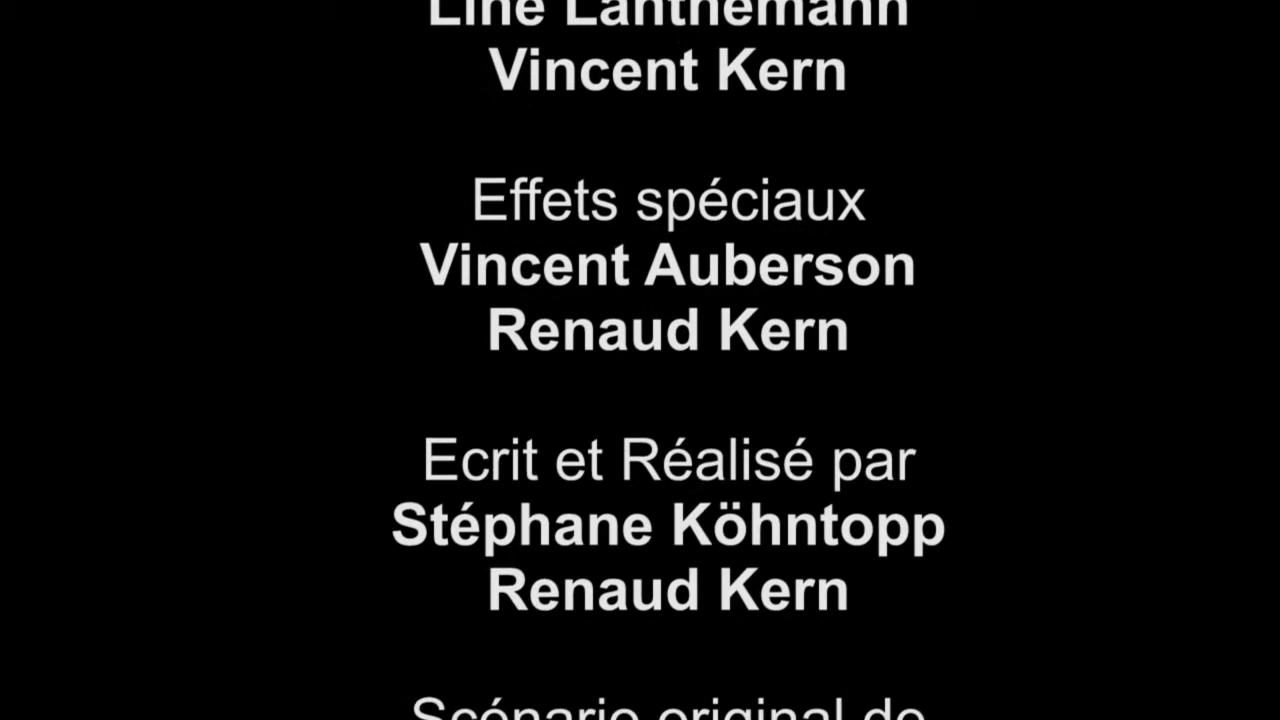 Line Lanthemann
Vincent Kern
Effets spéciaux
Vincent Auberson
Renaud Kern
Ecrit et Réalisé par
Stéphane Köhntopp
Renaud Kern
Scénario original de